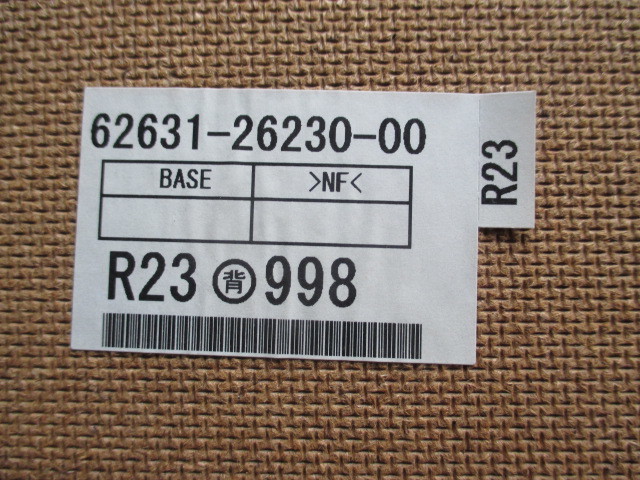 62631-26230-00
BASE >NF<
R23 背 998
R23